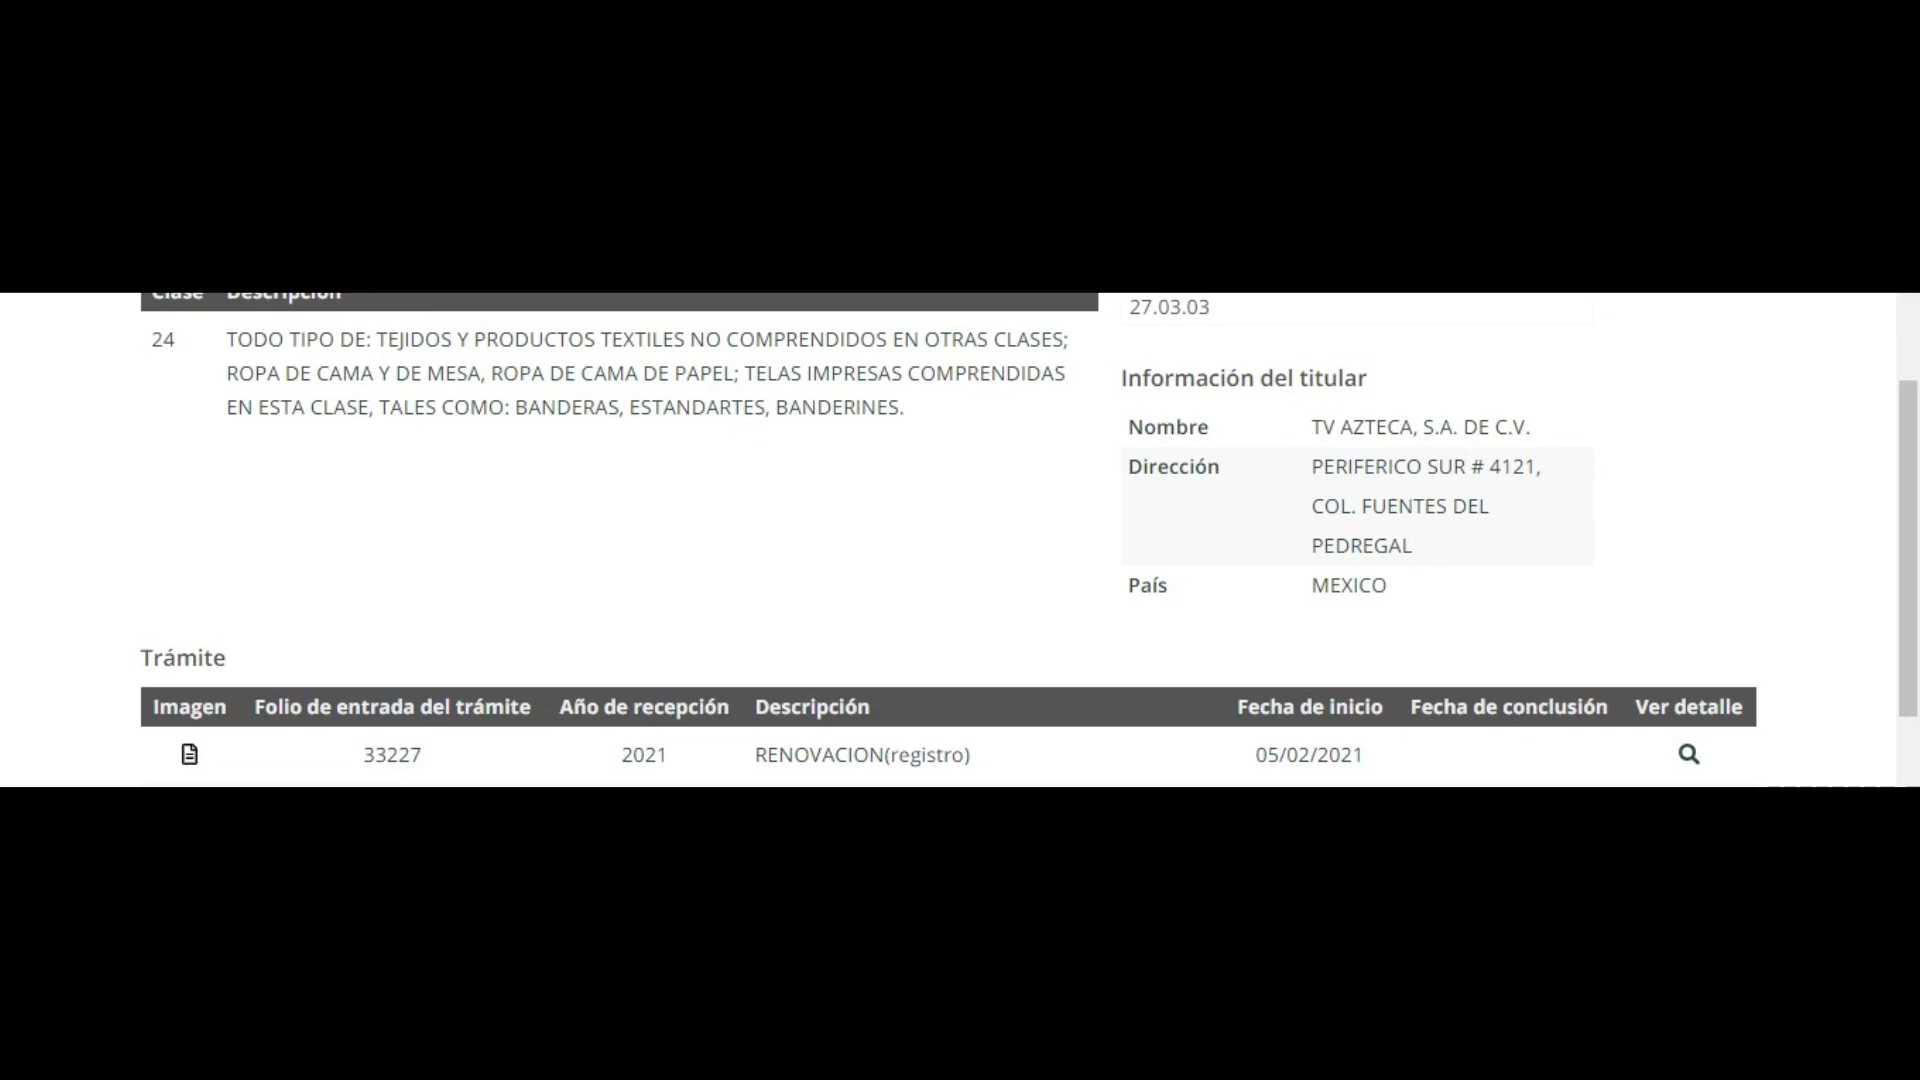 Clase Descripción
27.03.03
24 TODO TIPO DE: TEJIDOS Y PRODUCTOS TEXTILES NO COMPRENDIDOS EN OTRAS CLASES;
ROPA DE CAMA Y DE MESA, ROPA DE CAMA DE PAPEL; TELAS IMPRESAS COMPRENDIDAS
EN ESTA CLASE, TALES COMO: BANDERAS, ESTANDARTES, BANDERINES.
Información del titular
Nombre TV AZTECA, S.A. DE C.V.
Dirección PERIFERICO SUR # 4121,
COL. FUENTES DEL
PEDREGAL
País MEXICO
Trámite
Imagen Folio de entrada del trámite Año de recepción Descripción Fecha de inicio Fecha de conclusión Ver detalle
33227 2021 RENOVACION(registro) 05/02/2021